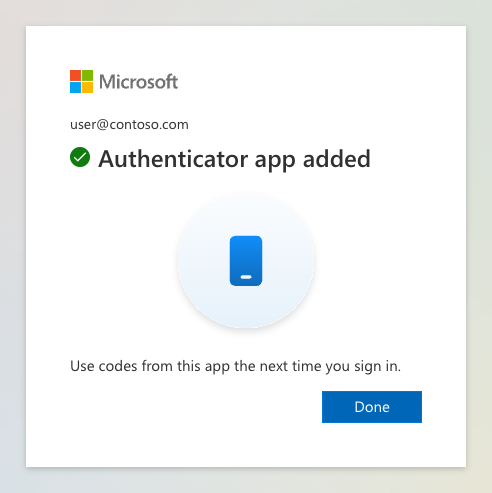 Microsoft
user@contoso.com
Authenticator app added
Use codes from this app the next time you sign in.
Done